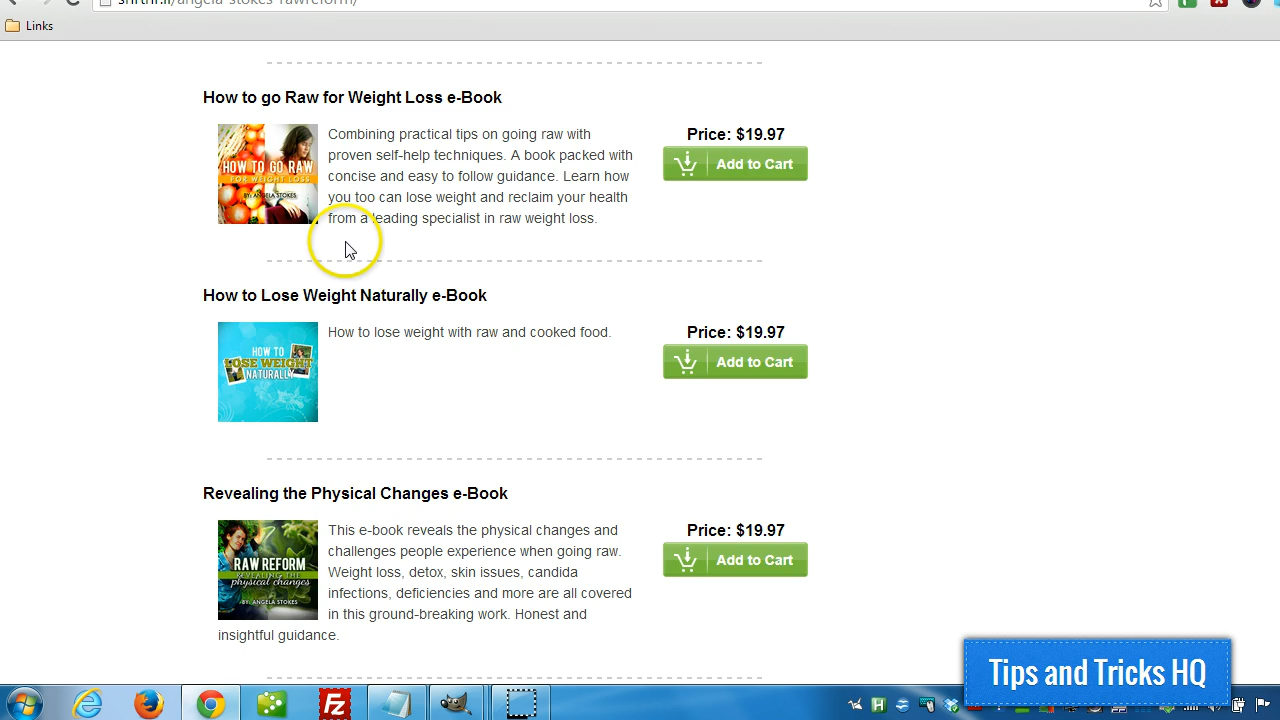 Links
How to go Raw for Weight Loss e-Book
HOW TO GO RAW
FOR WEIGHT LOSS
BY: ANGELA STOKES
Combining practical tips on going raw with
proven self-help techniques. A book packed with
concise and easy to follow guidance. Learn how
you too can lose weight and reclaim your health
from a leading specialist in raw weight loss.
Price: $19.97
Add to Cart
How to Lose Weight Naturally e-Book
HOW TO
LOSE WEIGHT
NATURALLY
How to lose weight with raw and cooked food.
Price: $19.97
Add to Cart
Revealing the Physical Changes e-Book
RAW REFORM
REVEALING THE
physical changes
BY: ANGELA STOKES
This e-book reveals the physical changes and
challenges people experience when going raw.
Weight loss, detox, skin issues, candida
infections, deficiencies and more are all covered
in this ground-breaking work. Honest and
insightful guidance.
Price: $19.97
Add to Cart
Tips and Tricks HQ
FZ
H